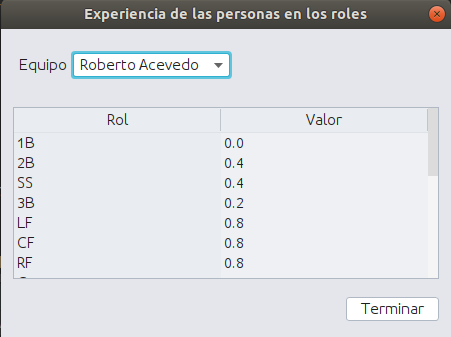 Experiencia de las personas en los roles
Equipo Roberto Acevedo
Rol Valor
1B 0.0
2B 0.4
SS 0.4
3B 0.2
LF 0.8
CF 0.8
RF 0.8
Terminar